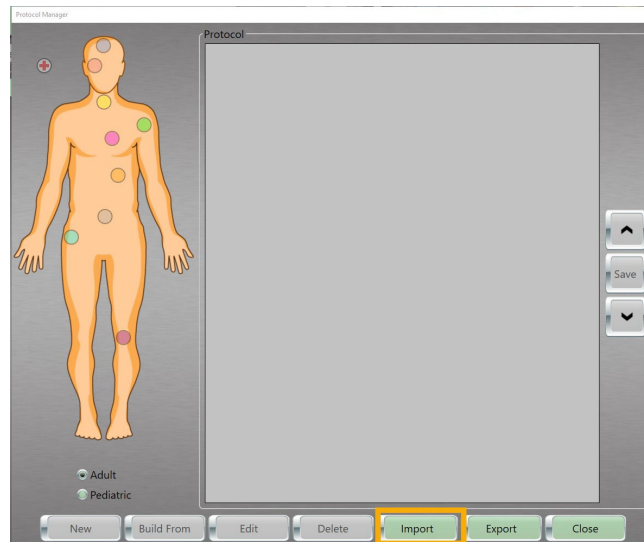 Protocol Manager
Protocol
Save
Adult
Pediatric
New
Build From
Edit
Delete
Import
Export
Close